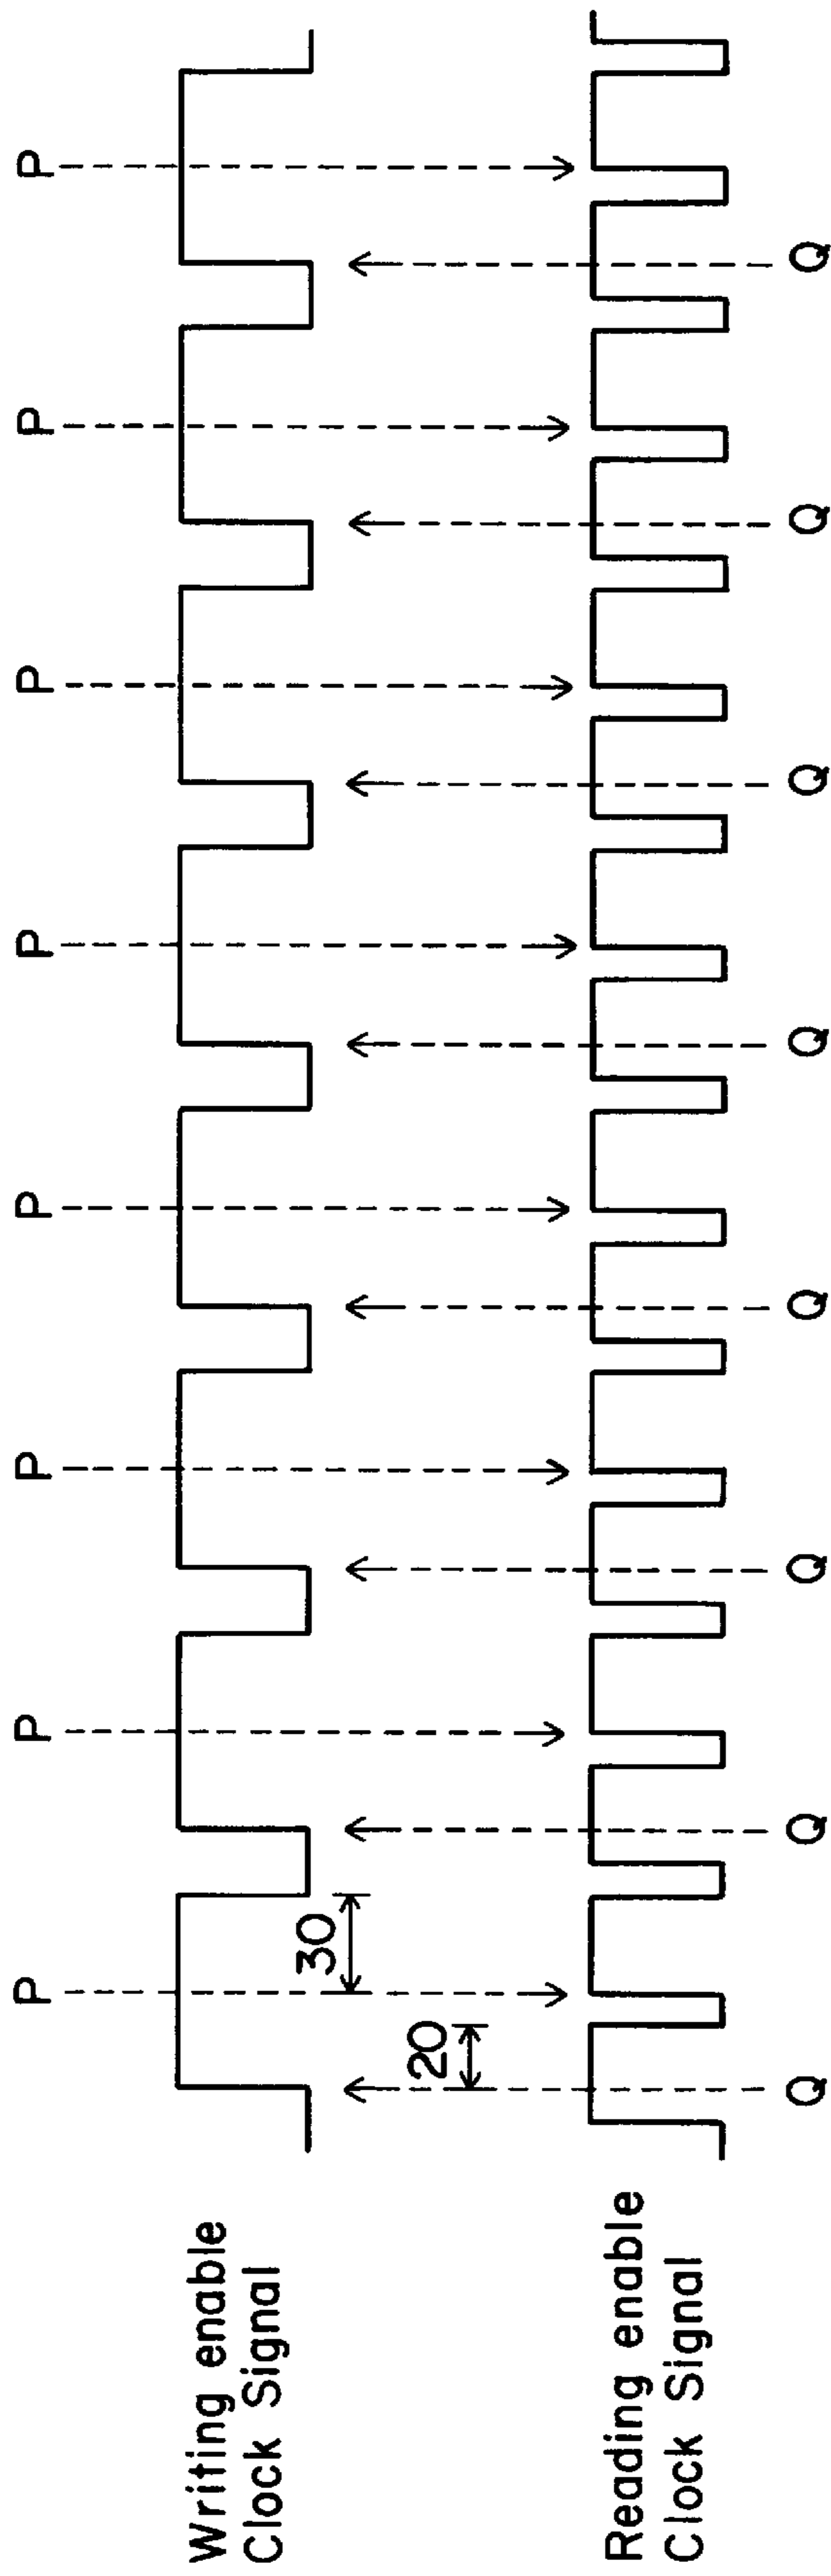 P P P P P P P P
Writing enable
Clock Signal
30
20
Reading enable
Clock Signal
Q Q Q Q Q Q Q Q